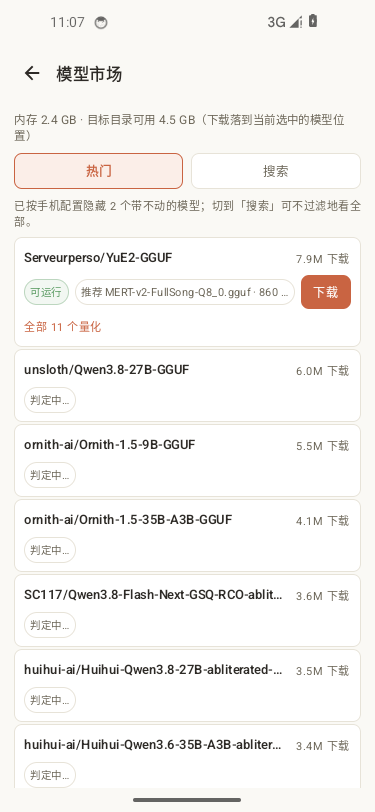 11:07
3G
模型市场
内存 2.4 GB · 目标目录可用 4.5 GB（下载落到当前选中的模型位
置）
热门
搜索
已按手机配置隐藏 2 个带不动的模型；切到「搜索」可不过滤地看全
部。
Serveurperso/YuE2-GGUF
7.9M 下载
可运行
推荐 MERT-v2-FullSong-Q8_0.gguf · 860 …
下载
全部 11 个量化
unsloth/Qwen3.8-27B-GGUF
6.0M 下载
判定中…
ornith-ai/Ornith-1.5-9B-GGUF
5.5M 下载
判定中…
ornith-ai/Ornith-1.5-35B-A3B-GGUF
4.1M 下载
判定中…
SC117/Qwen3.8-Flash-Next-GSQ-RCO-ablit…
3.6M 下载
判定中…
huihui-ai/Huihui-Qwen3.8-27B-abliterated-…
3.5M 下载
判定中…
huihui-ai/Huihui-Qwen3.6-35B-A3B-abliter…
3.4M 下载
判定中…